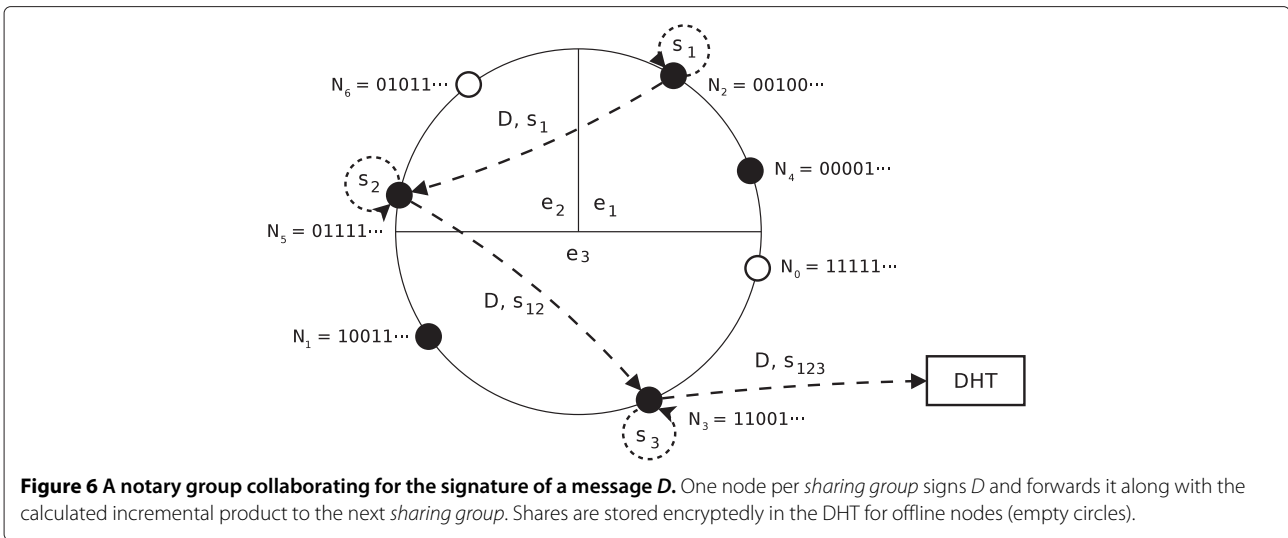 s1
N6 = 01011···
N2 = 00100···
D, s1
N4 = 00001···
s2
e2 e1
N5 = 01111···
e3
N0 = 11111···
D, s12
N1 = 10011···
D, s123
DHT
N3 = 11001···
s3
Figure 6 A notary group collaborating for the signature of a message D. One node per sharing group signs D and forwards it along with the
calculated incremental product to the next sharing group. Shares are stored encryptedly in the DHT for offline nodes (empty circles).